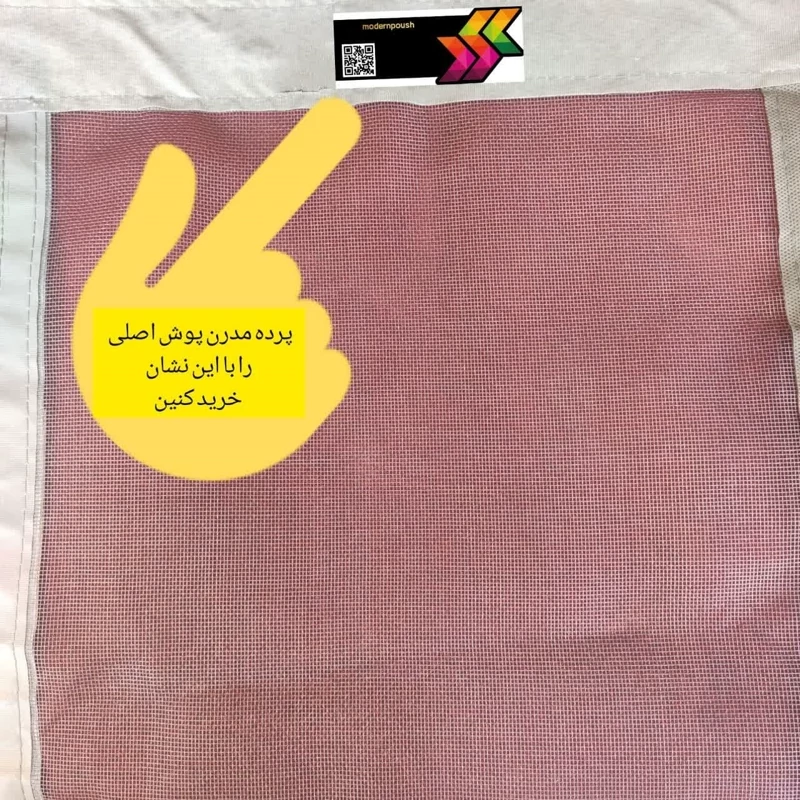 modernpoush
پرده مدرن پوش اصلی
را با این نشان
خرید کنین